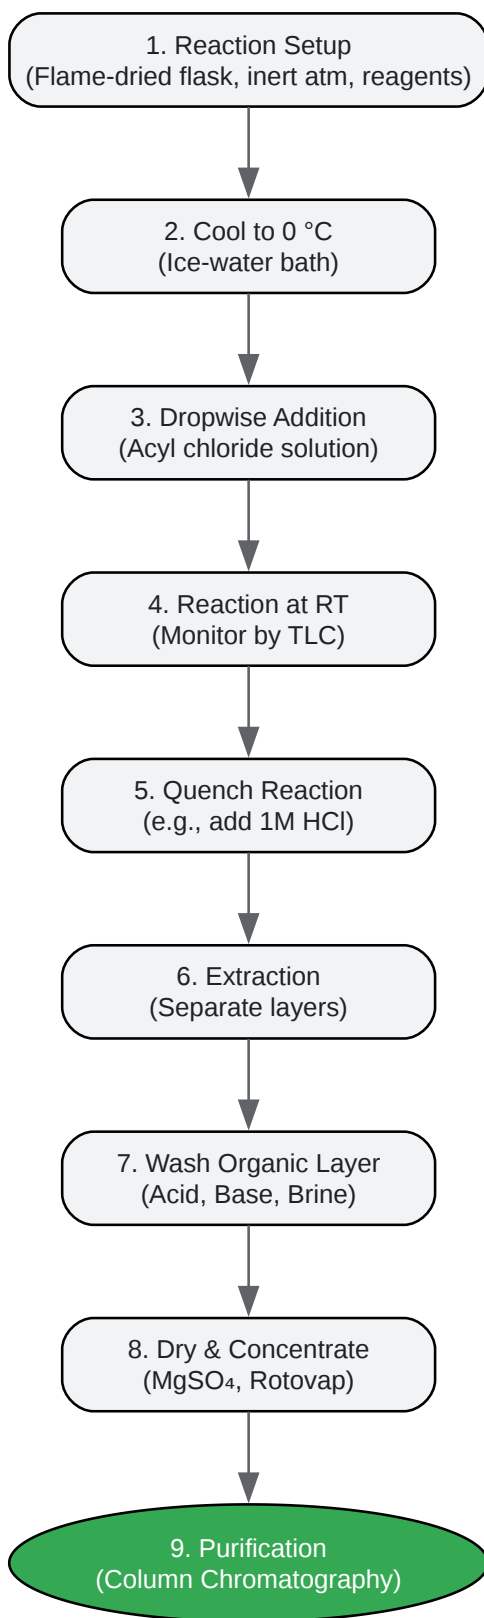 1. Reaction Setup
(Flame-dried flask, inert atm, reagents)
2. Cool to 0 °C
(Ice-water bath)
3. Dropwise Addition
(Acyl chloride solution)
4. Reaction at RT
(Monitor by TLC)
5. Quench Reaction
(e.g., add 1M HCl)
6. Extraction
(Separate layers)
7. Wash Organic Layer
(Acid, Base, Brine)
8. Dry & Concentrate
(MgSO₄, Rotovap)
9. Purification
(Column Chromatography)